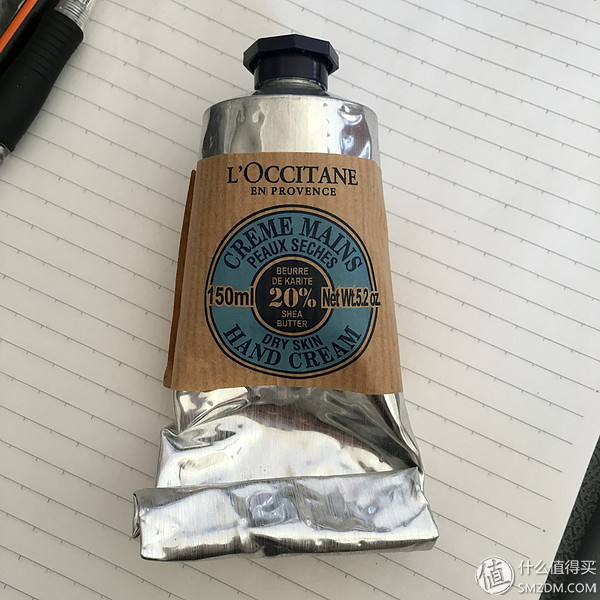 L'OCCITANE
EN PROVENCE
CREME MAINS
PEAUX SECHES
BEURRE
DE KARITE
150ml 20% Net Wt.5.2 oz.
SHEA
BUTTER
DRY SKIN
HAND CREAM
值 什么值得买
SMZDM.COM